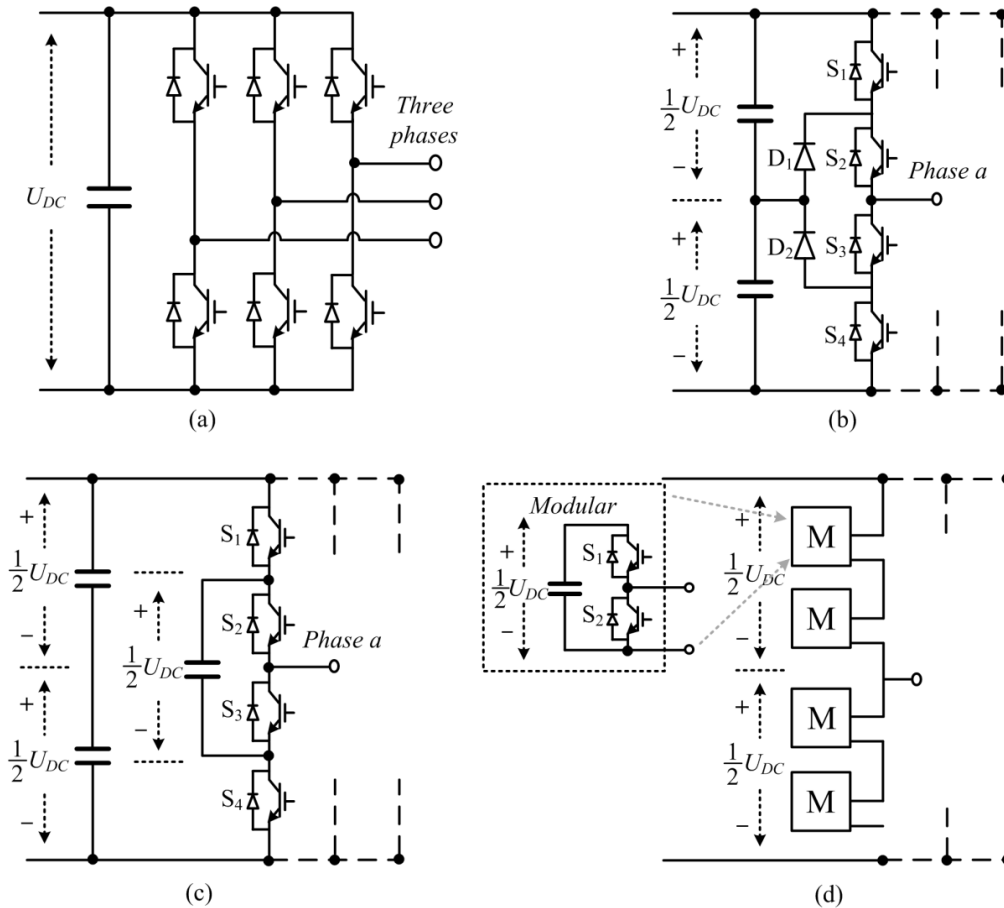 U_DC
Three
phases
(a)
+
1/2 U_DC
−
+
1/2 U_DC
−
D₁
D₂
S₁
S₂
S₃
S₄
Phase a
(b)
+
1/2 U_DC
−
+
1/2 U_DC
−
+
1/2 U_DC
−
S₁
S₂
S₃
S₄
Phase a
(c)
Modular
+
1/2 U_DC
−
S₁
S₂
+
1/2 U_DC
−
+
1/2 U_DC
−
M
M
M
M
(d)